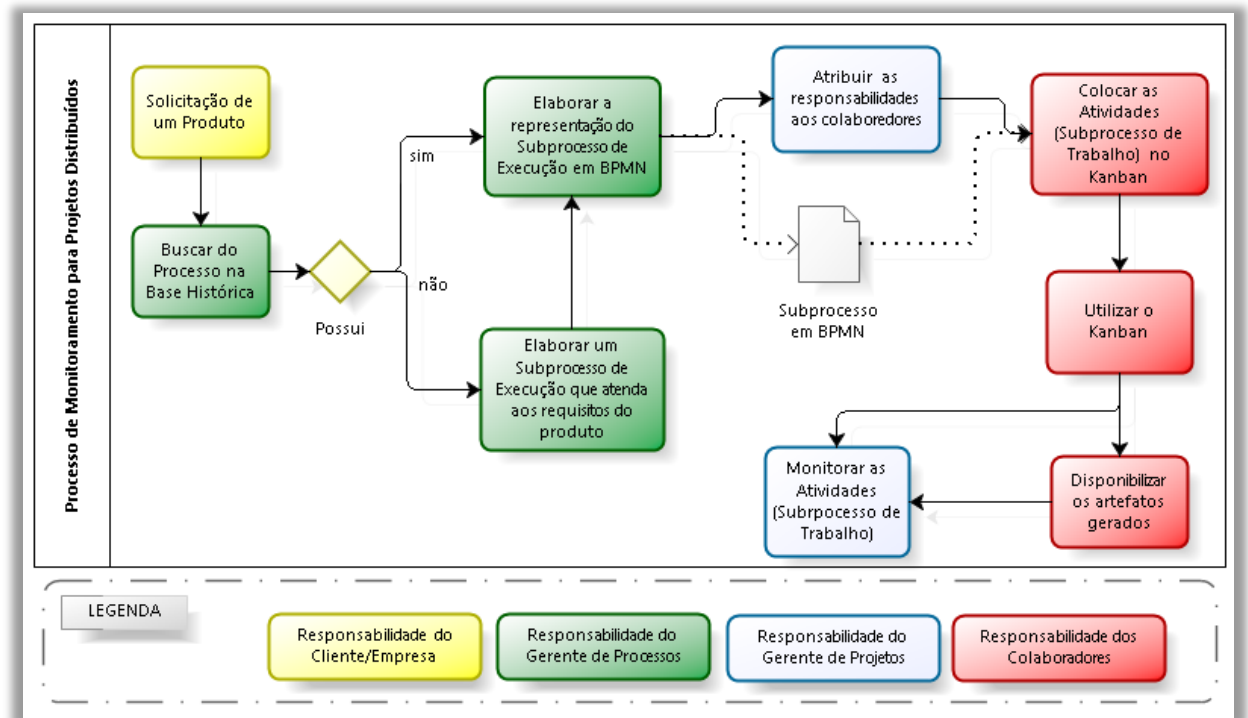 Processo de Monitoramento para Projetos Distribuídos
Solicitação de
um Produto
Buscar do
Processo na
Base Histórica
Possui
sim
não
Elaborar a
representação do
Subprocesso de
Execução em BPMN
Elaborar um
Subprocesso de
Execução que atenda
aos requisitos do
produto
Atribuir as
responsabilidades
aos colaboredores
Subprocesso
em BPMN
Colocar as
Atividades
(Subprocesso de
Trabalho) no
Kanban
Utilizar o
Kanban
Disponibilizar
os artefatos
gerados
Monitorar as
Atividades
(Subrpocesso de
Trabalho)
LEGENDA
Responsabilidade do
Cliente/Empresa
Responsabilidade do
Gerente de Processos
Responsabilidade do
Gerente de Projetos
Responsabilidade dos
Colaboradores